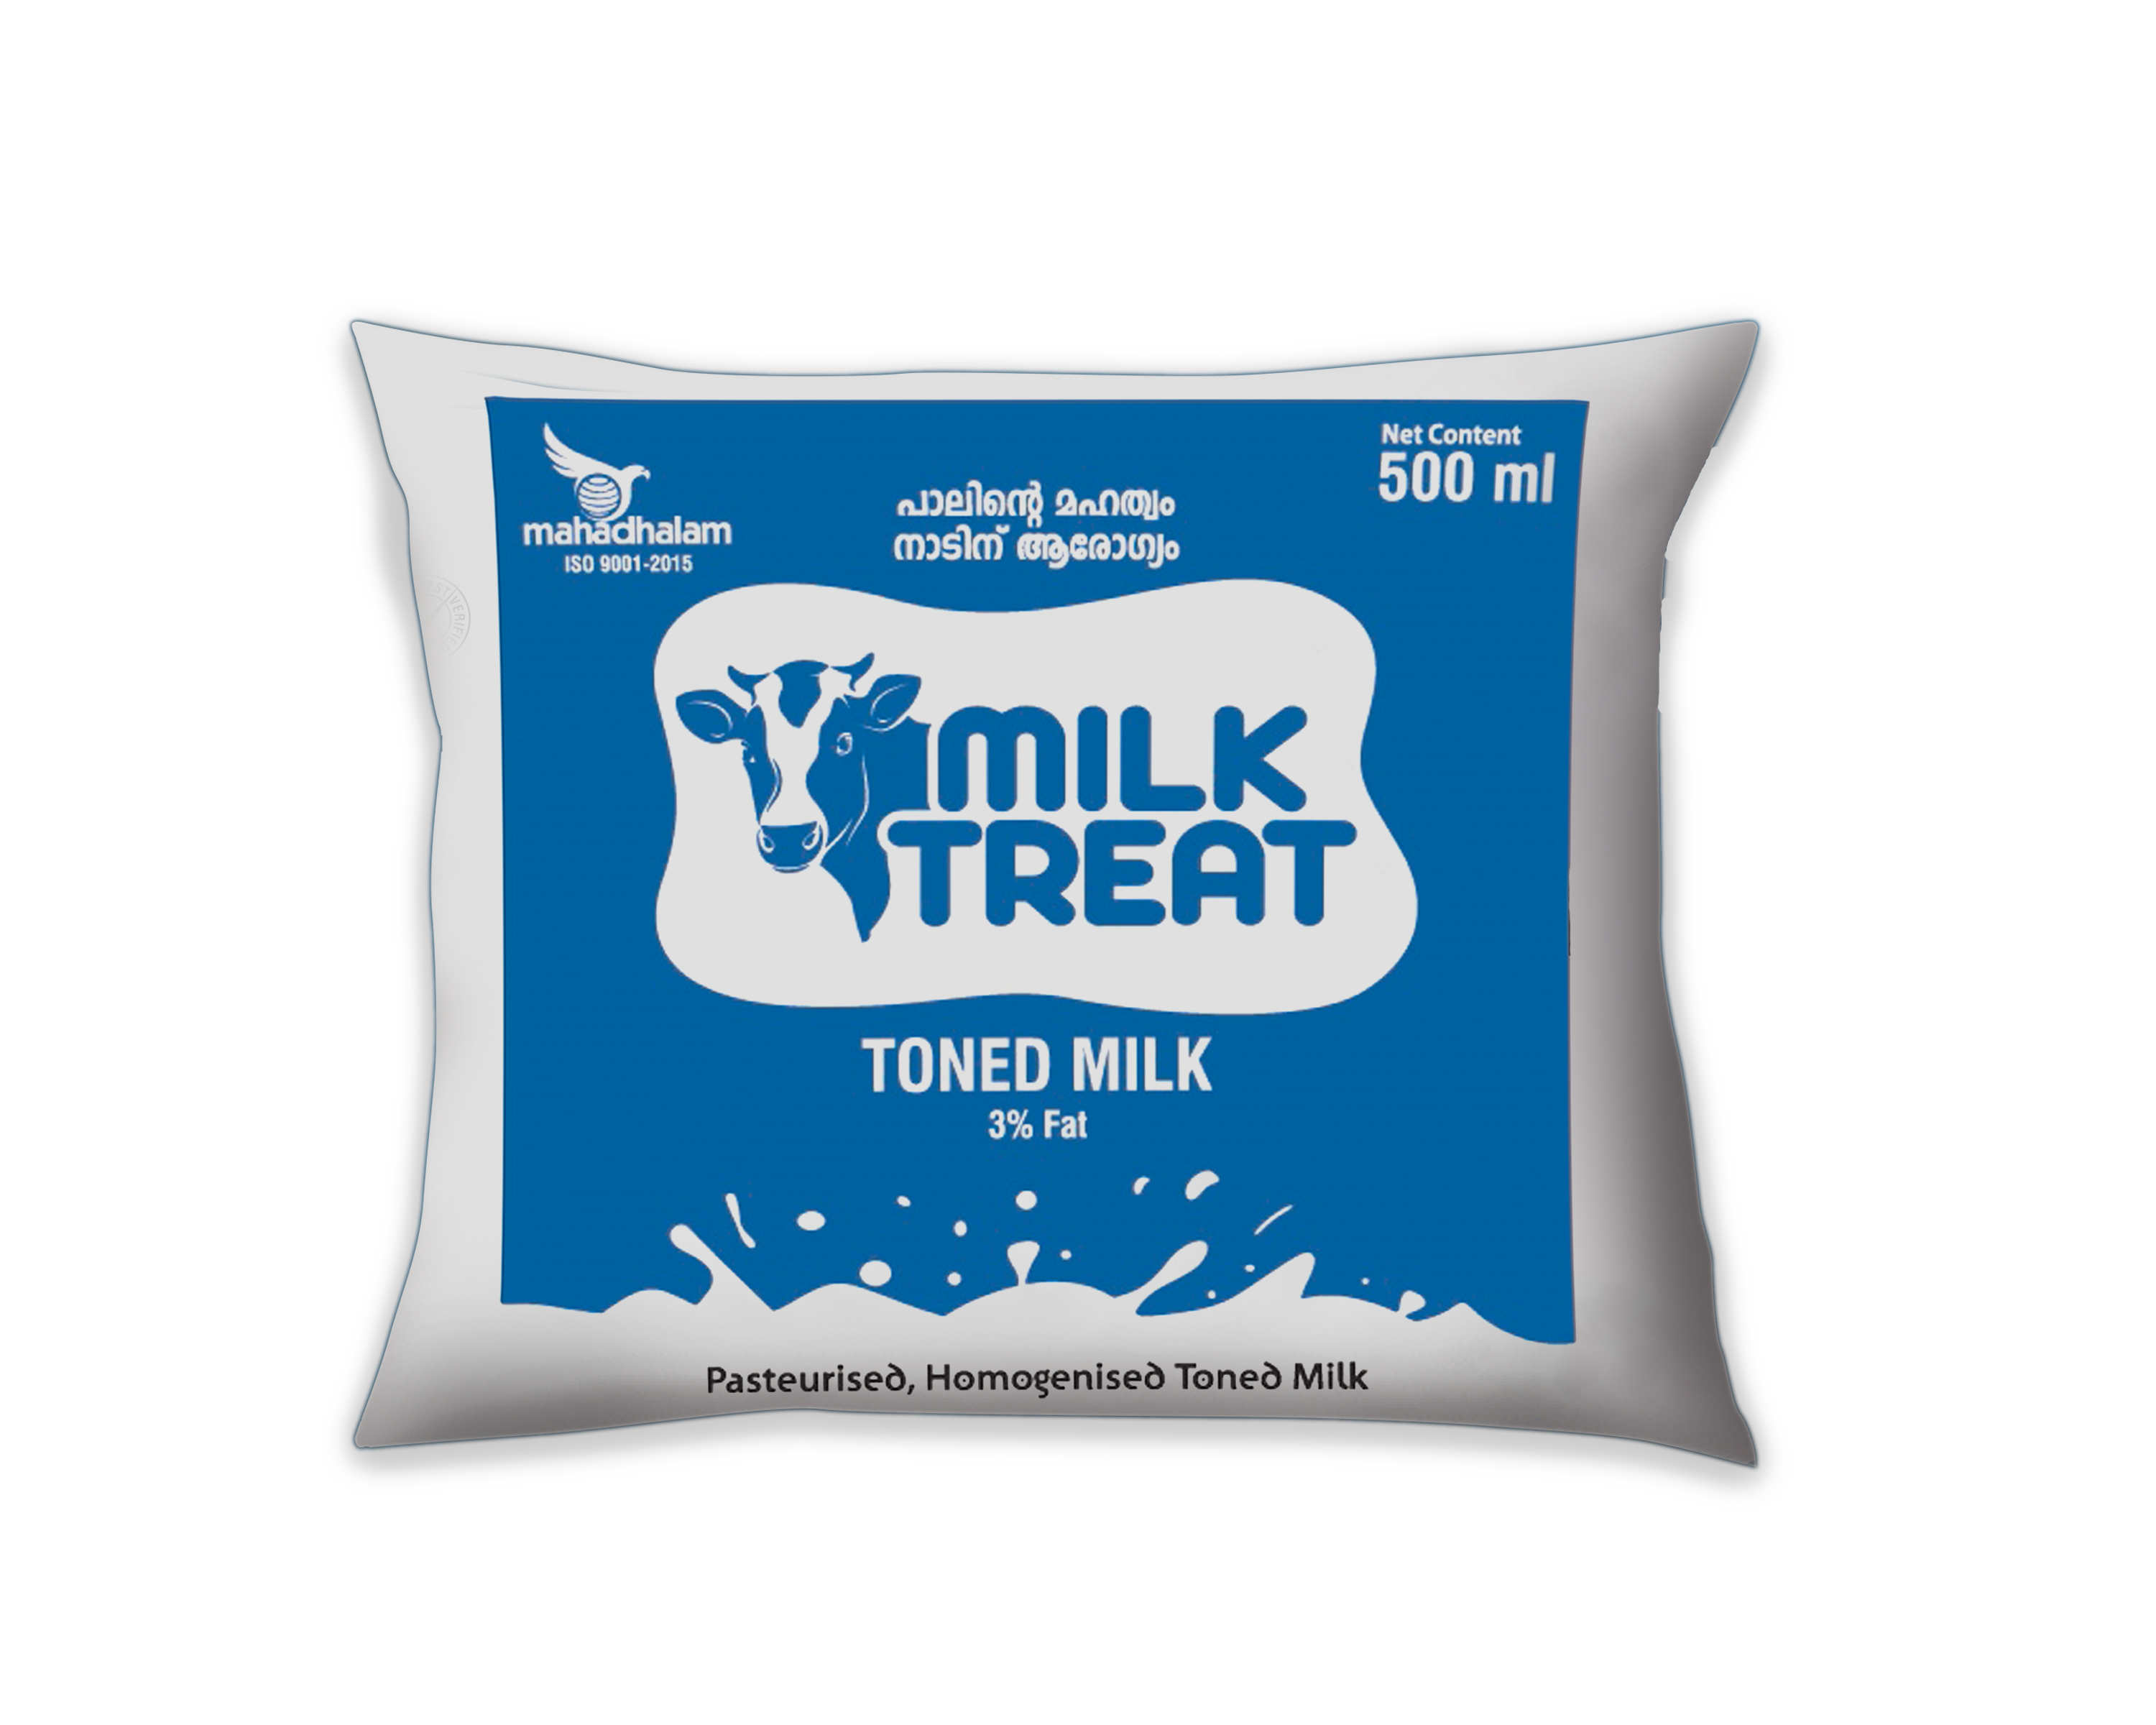 mahadhalam
ISO 9001-2015
Net Content
500 ml
പാലിന്റെ മഹത്വം
നാടിന് ആരോഗ്യം
MILK
TREAT
TONED MILK
3% Fat
Pasteurised, Homogenised Toned Milk